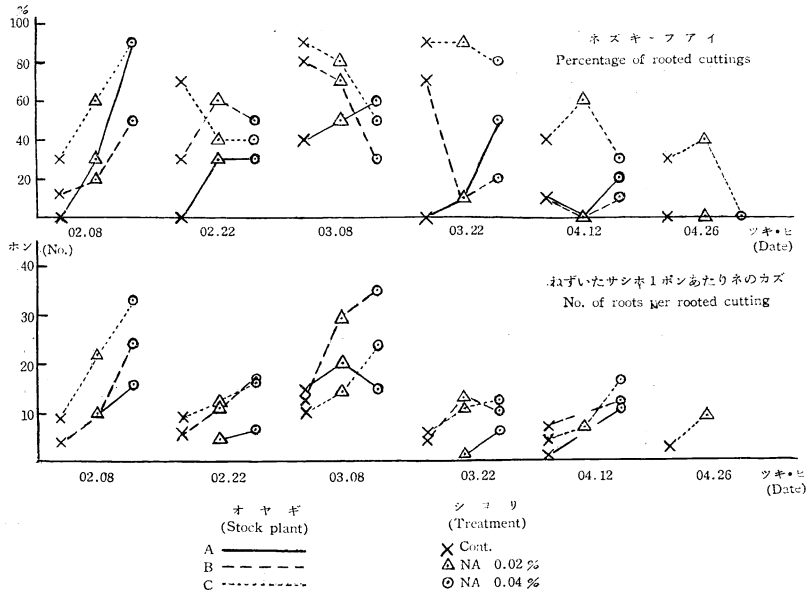 %
100
ネズキーフアイ
Percentage of rooted cuttings
80
60
40
20
02.08 02.22 03.08 03.22 04.12 04.26 ツキ・ヒ
(Date)
ホン (No.)
40
ねずいたサシホ1ポンあたりネのカズ
No. of roots per rooted cutting
30
20
10
02.08 02.22 03.08 03.22 04.12 04.26 ツキ・ヒ
(Date)
オヤギ シヨリ
(Stock plant) (Treatment)
A Cont.
B NA 0.02%
C NA 0.04%